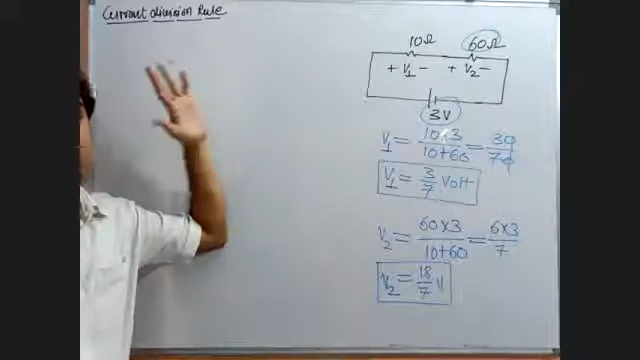 Current division Rule
10Ω 60Ω
+ V1 − + V2 −
3V
V1 = 10×3 / 10+60 = 30 / 70
V1 = 3/7 Volt
V2 = 60×3 / 10+60 = 6×3 / 7
V2 = 18/7 V